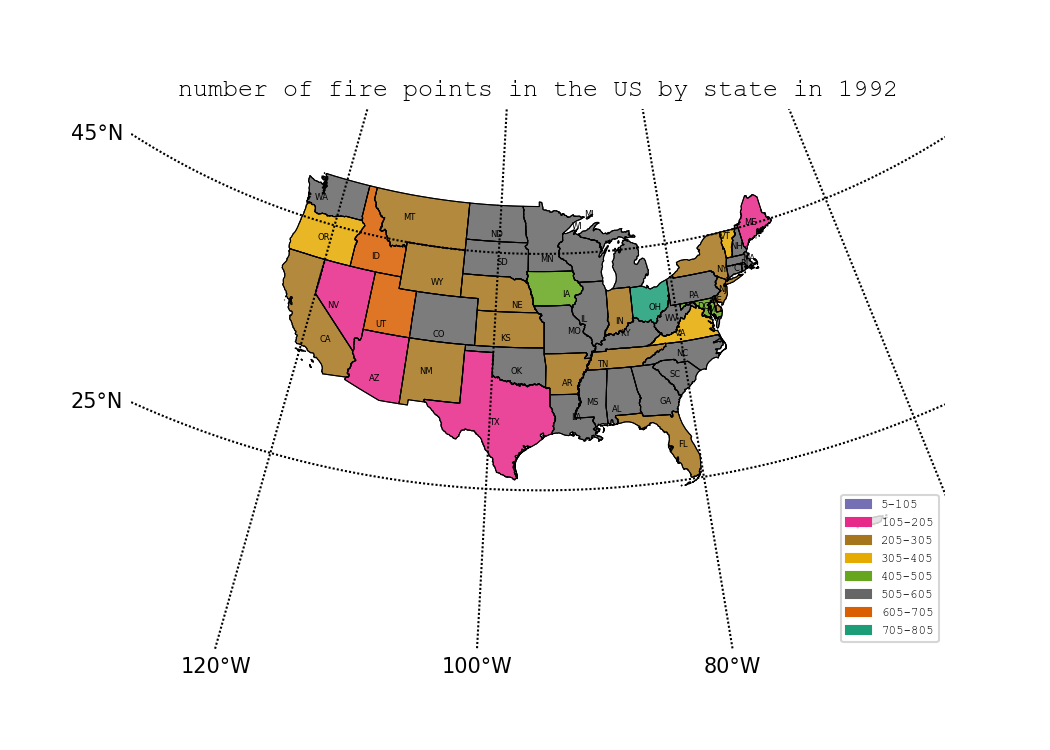 number of fire points in the US by state in 1992
45°N
25°N
WA
OR
ID
MT
ND
SD
MN
MI
WI
WY
NV
UT
CO
NE
IA
KS
CA
AZ
NM
OK
TX
MO
IL
IN
OH
KY
WV
VA
PA
NY
VT
NH
TN
NC
SC
AR
MS
AL
GA
LA
FL
5-105
105-205
205-305
305-405
405-505
505-605
605-705
705-805
120°W
100°W
80°W